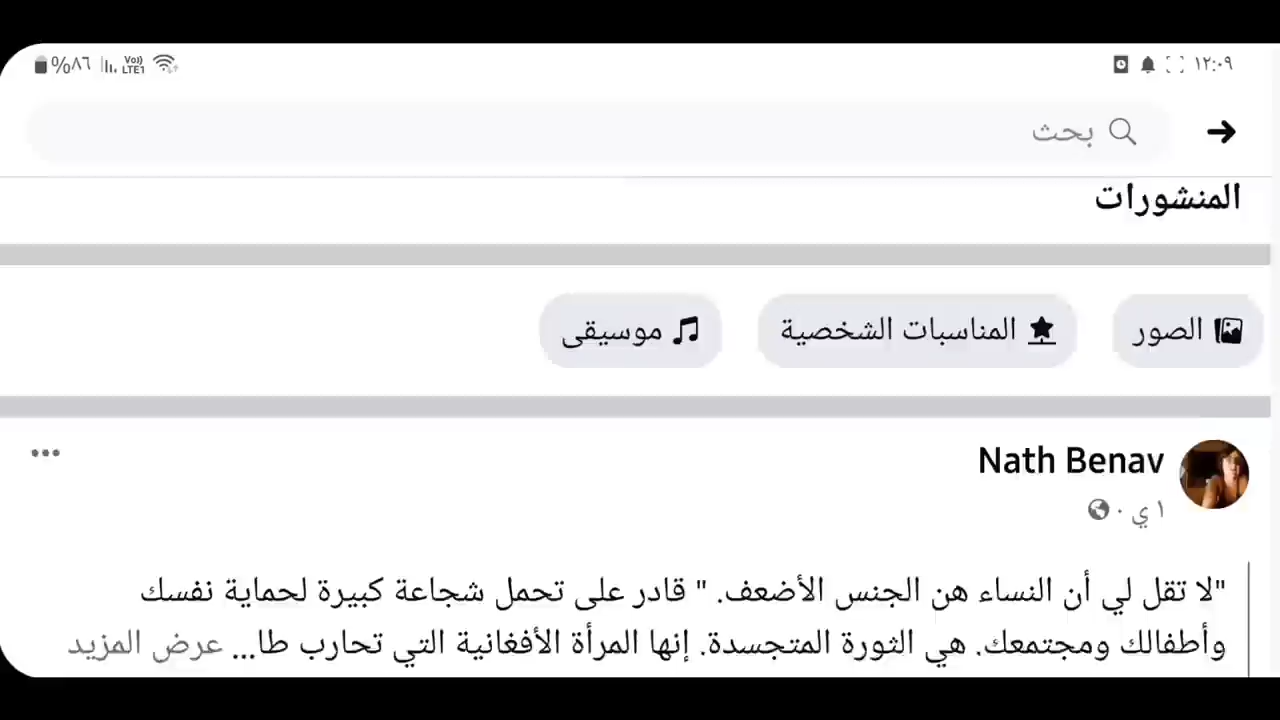 ١٢:٠٩
%٨٦ Vo)) LTE1
بحث
المنشورات
الصور
المناسبات الشخصية
موسيقى
Nath Benav
١ ي ·
"لا تقل لي أن النساء هن الجنس الأضعف. " قادر على تحمل شجاعة كبيرة لحماية نفسك
وأطفالك ومجتمعك. هي الثورة المتجسدة. إنها المرأة الأفغانية التي تحارب طا... عرض المزيد